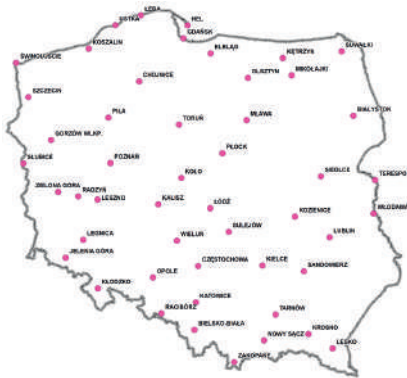 ŁEBA
USTKA
HEL
GDAŃSK
KOSZALIN
ELBLĄG
KĘTRZYN
SUWAŁKI
ŚWINOUJŚCIE
CHOJNICE
OLSZTYN
MIKOŁAJKI
SZCZECIN
PIŁA
TORUŃ
MŁAWA
BIAŁYSTOK
GORZÓW WLKP.
PŁOCK
SŁUBICE
POZNAŃ
KOŁO
SIEDLCE
TERESPOL
ZIELONA GÓRA
RADZYŃ
LESZNO
KALISZ
ŁÓDŹ
KOZIENICE
WŁODAWA
SULEJÓW
LEGNICA
WIELUŃ
LUBLIN
JELENIA GÓRA
CZĘSTOCHOWA
KIELCE
SANDOMIERZ
OPOLE
KŁODZKO
KATOWICE
RACIBÓRZ
TARNÓW
BIELSKO-BIAŁA
KROSNO
NOWY SĄCZ
LESKO
ZAKOPANE